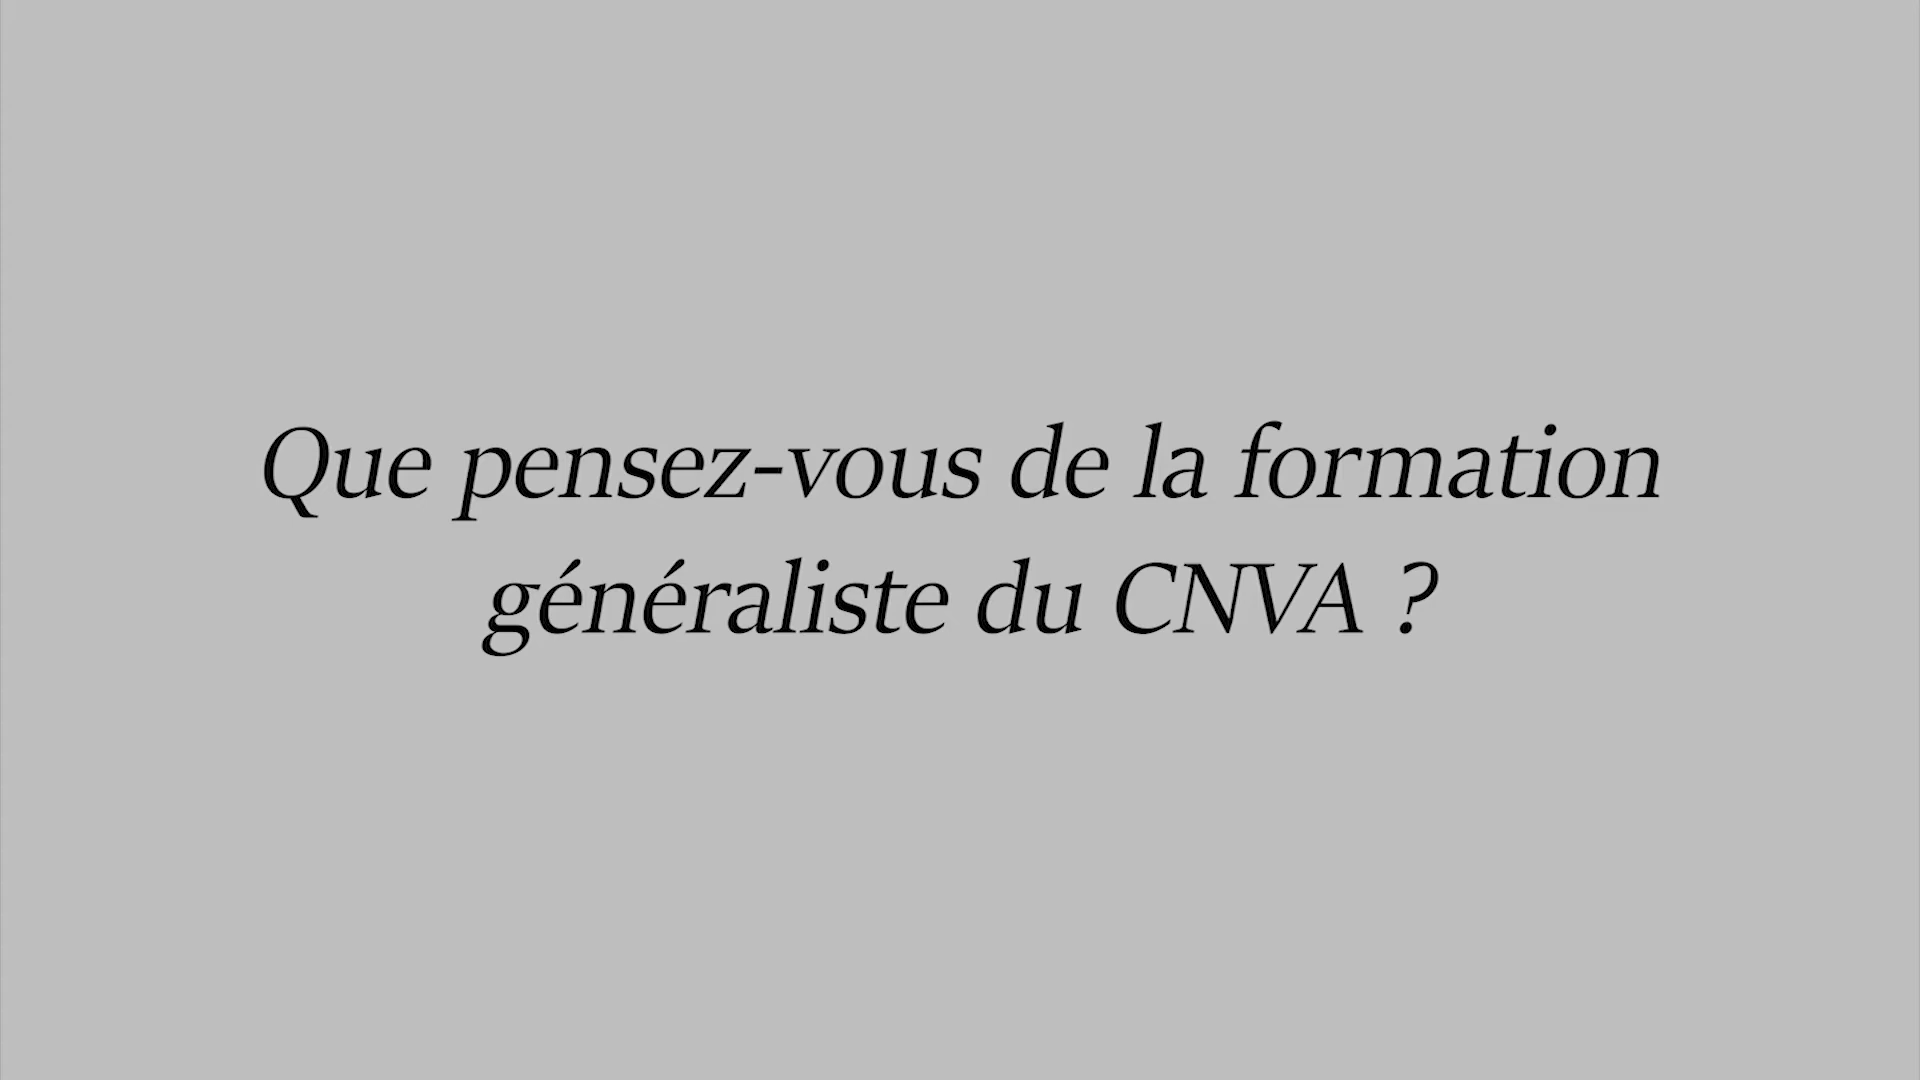 Que pensez-vous de la formation
généraliste du CNVA ?